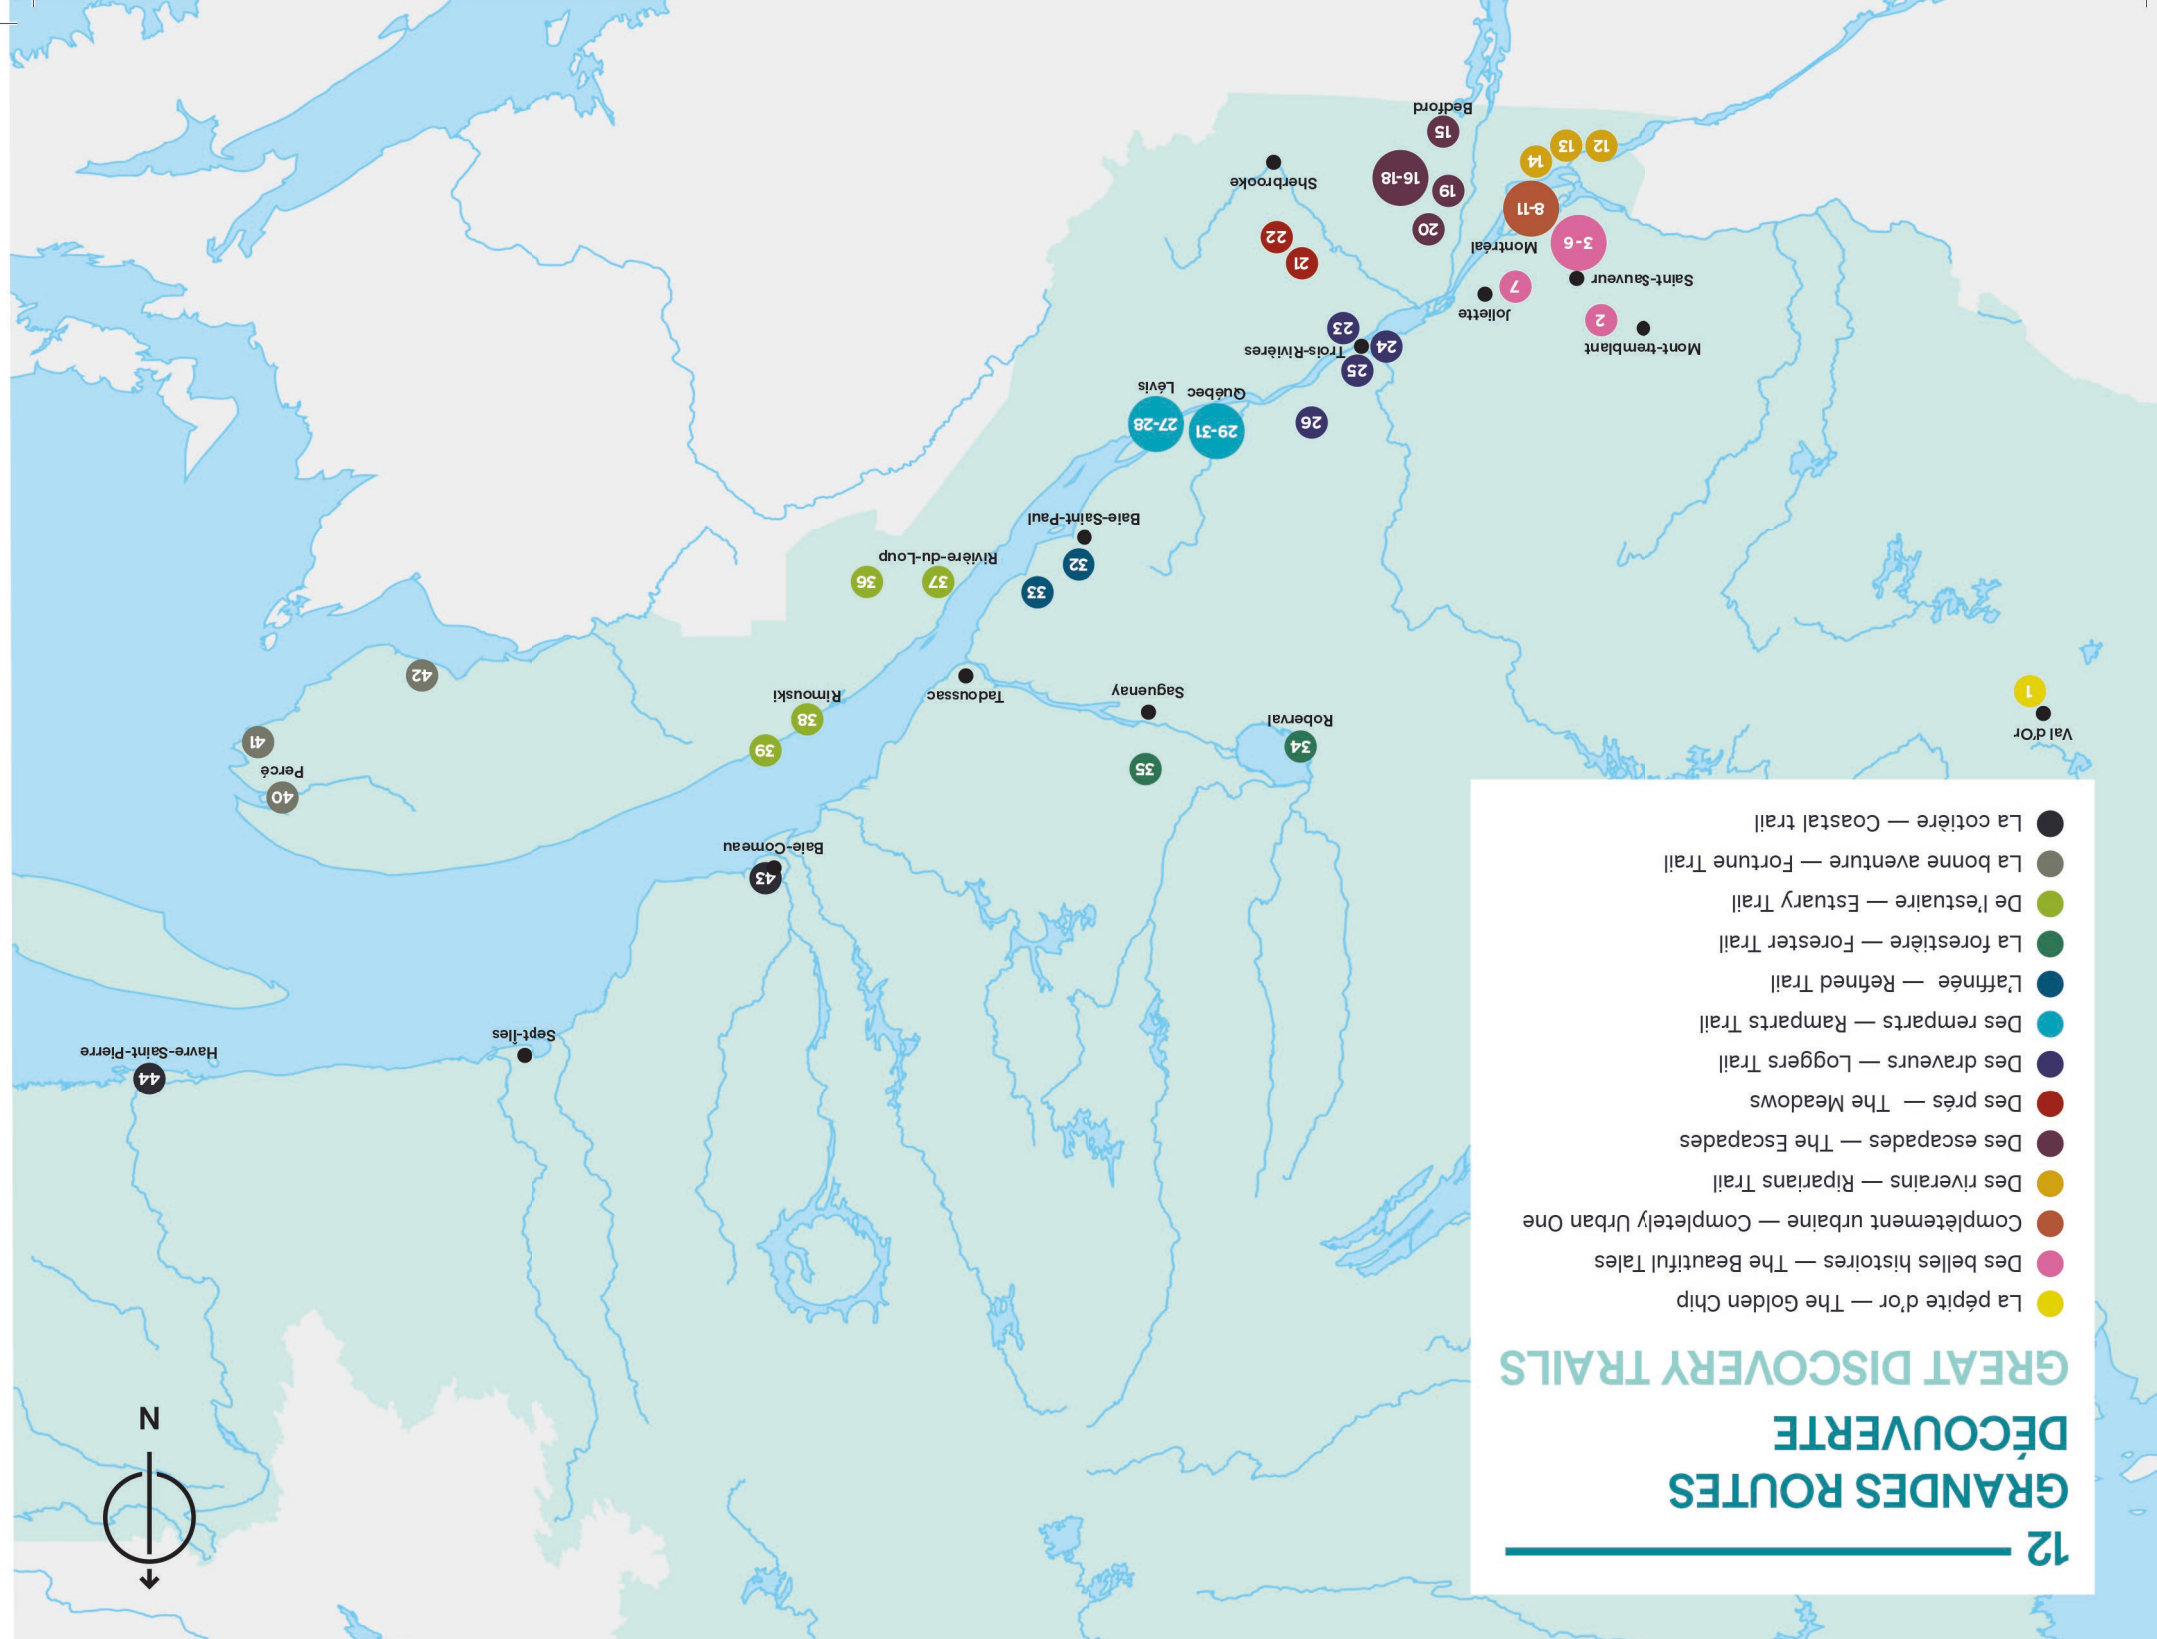 12
GRANDES ROUTES
DÉCOUVERTE
GREAT DISCOVERY TRAILS
La pépite d'or — The Golden Chip
Des belles histoires — The Beautiful Tales
Complètement urbaine — Completely Urban One
Des riverains — Riparians Trail
Des escapades — The Escapades
Des prés — The Meadows
Des draveurs — Loggers Trail
Des remparts — Ramparts Trail
L'affinée — Refined Trail
La forestière — Forester Trail
De l'estuaire — Estuary Trail
La bonne aventure — Fortune Trail
La cotière — Coastal trail
N
44
Havre-Saint-Pierre
Sept-Îles
43
Baie-Comeau
40
Percé
41
42
39
38
Rimouski
Tadoussac
Saguenay
35
34
Roberval
Val d'Or
1
36
37
Rivière-du-Loup
33
32
Baie-Saint-Paul
27-28
Lévis
29-31
Québec
26
25
24
23
Trois-Rivières
Mont-tremblant
2
Joliette
7
Saint-Sauveur
3-6
Montréal
8-11
21
22
20
19
16-18
Sherbrooke
14
13
12
15
Bedford